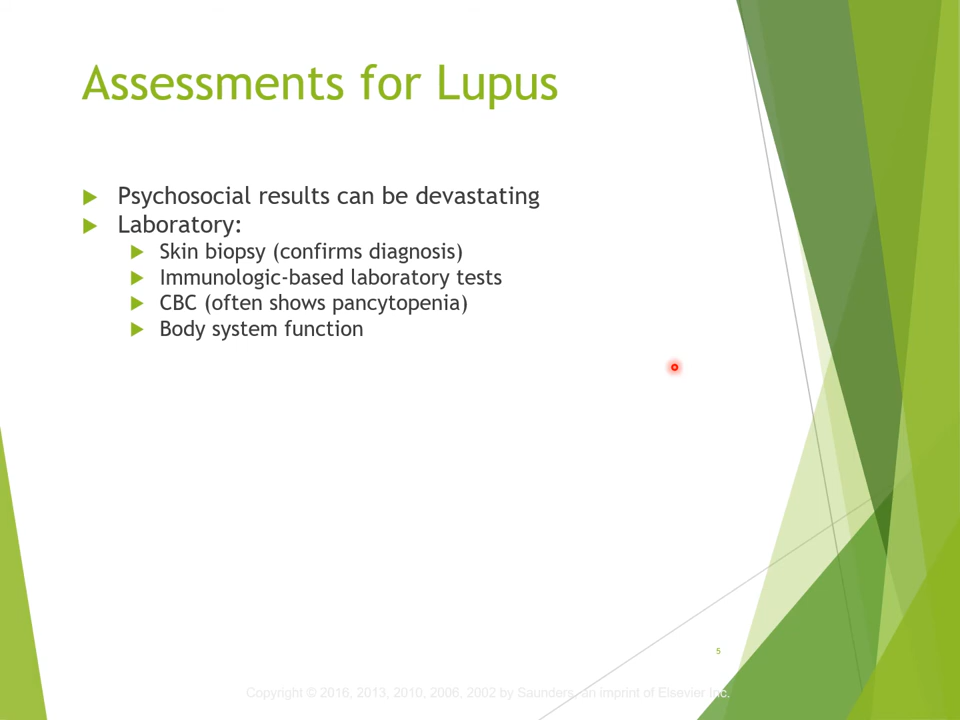 Assessments for Lupus
Psychosocial results can be devastating
Laboratory:
Skin biopsy (confirms diagnosis)
Immunologic-based laboratory tests
CBC (often shows pancytopenia)
Body system function
5
Copyright © 2016, 2013, 2010, 2006, 2002 by Saunders, an imprint of Elsevier Inc.